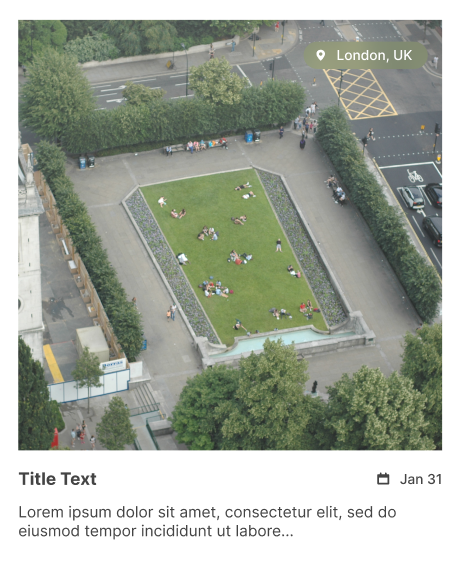 London, UK
Title Text
Jan 31
Lorem ipsum dolor sit amet, consectetur elit, sed do
eiusmod tempor incididunt ut labore...